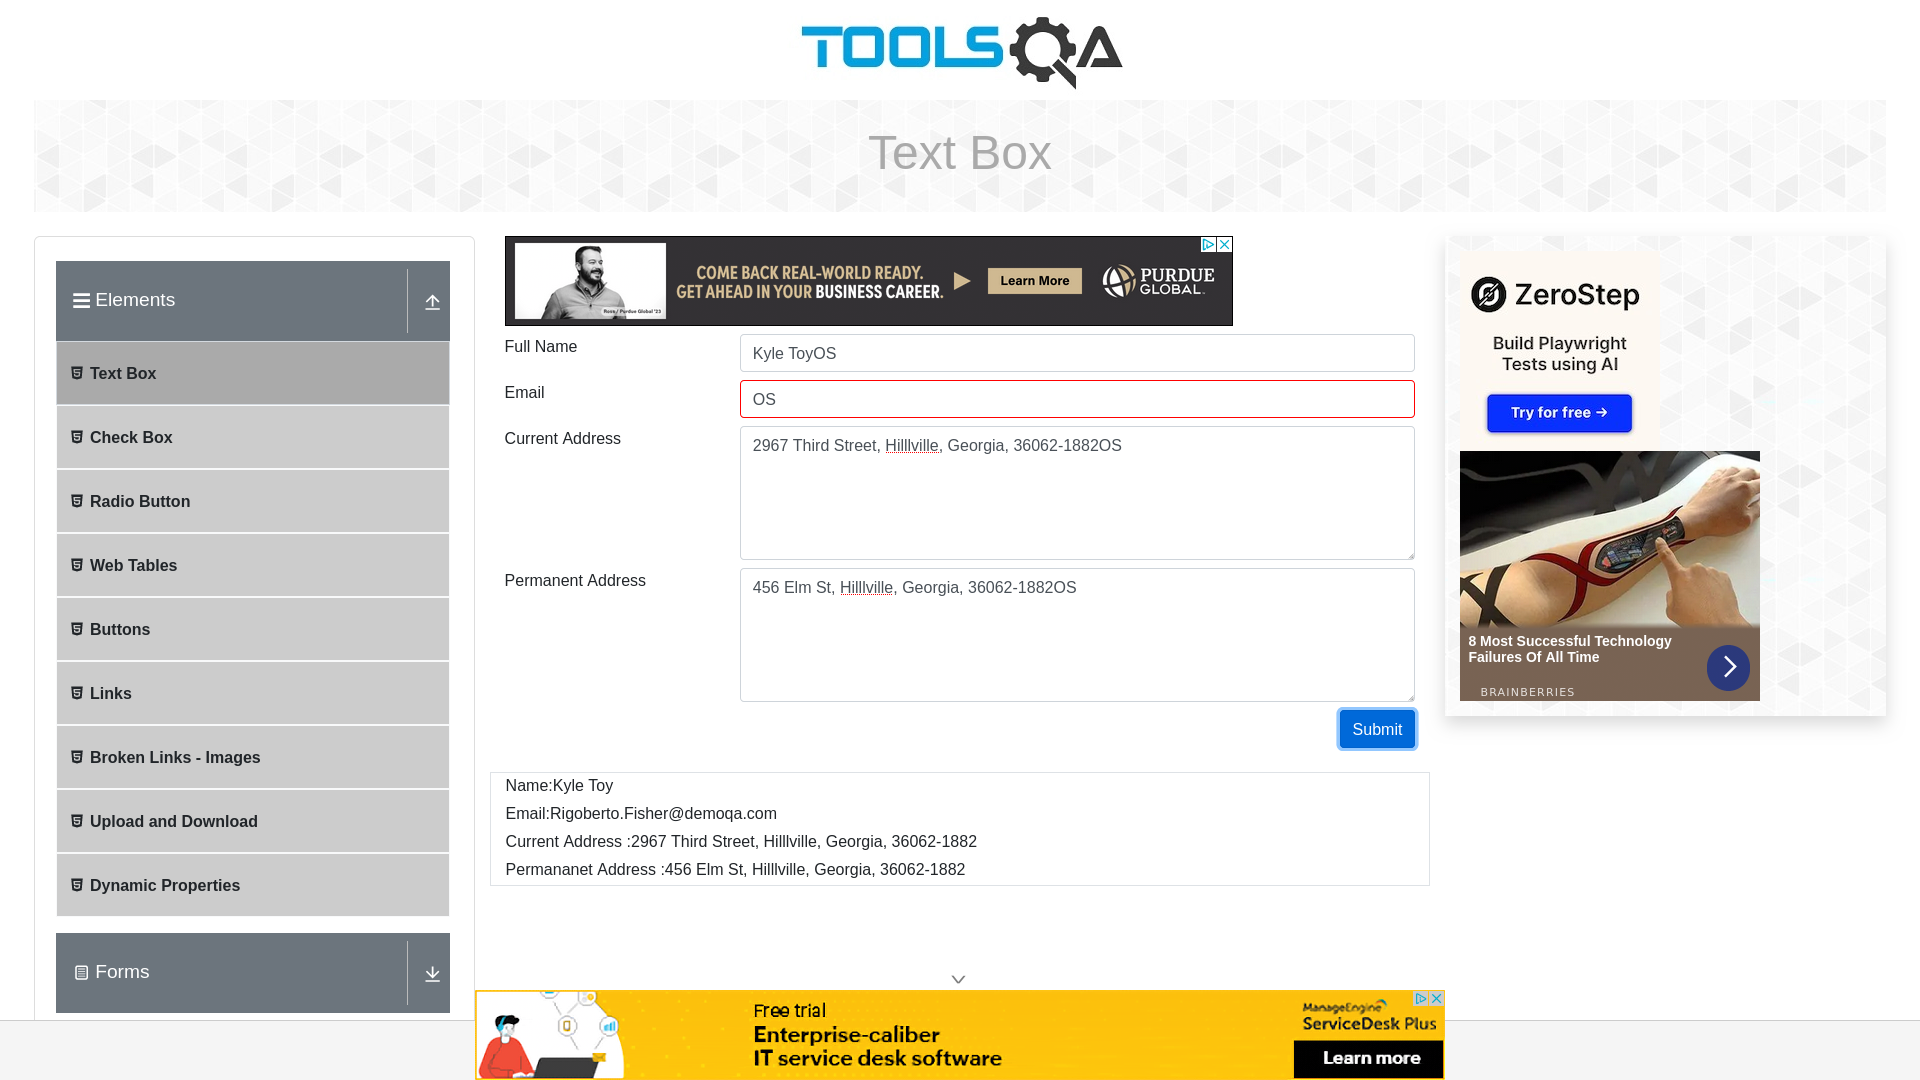 TOOLSQA
Text Box
Elements
Text Box
Check Box
Radio Button
Web Tables
Buttons
Links
Broken Links - Images
Upload and Download
Dynamic Properties
Forms
COME BACK REAL-WORLD READY.
GET AHEAD IN YOUR BUSINESS CAREER.
Learn More
PURDUE
GLOBAL
Full Name
Kyle ToyOS
Email
OS
Current Address
2967 Third Street, Hilllville, Georgia, 36062-1882OS
Permanent Address
456 Elm St, Hilllville, Georgia, 36062-1882OS
Submit
Name:Kyle Toy
Email:Rigoberto.Fisher@demoqa.com
Current Address :2967 Third Street, Hilllville, Georgia, 36062-1882
Permananet Address :456 Elm St, Hilllville, Georgia, 36062-1882
ZeroStep
Build Playwright
Tests using AI
Try for free →
8 Most Successful Technology
Failures Of All Time
BRAINBERRIES
Free trial
Enterprise-caliber
IT service desk software
ManageEngine
ServiceDesk Plus
Learn more